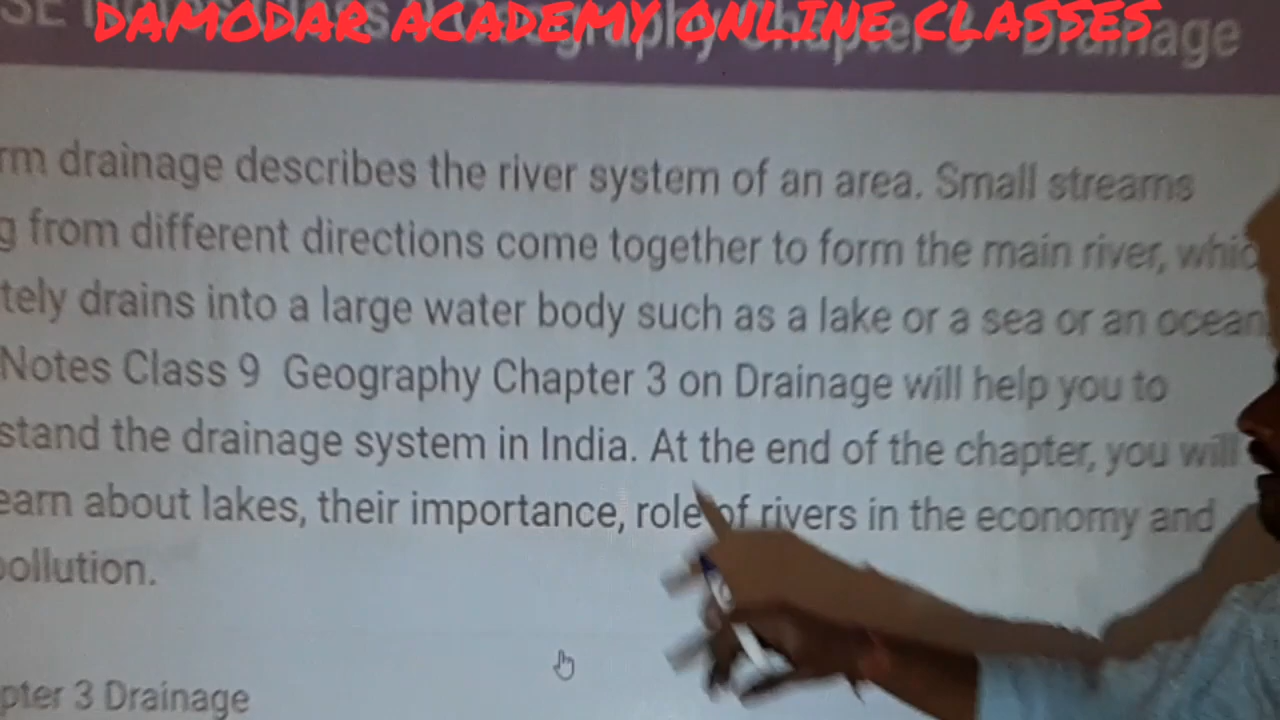 DAMODAR ACADEMY ONLINE CLASSES
Drainage
rm drainage describes the river system of an area. Small streams
g from different directions come together to form the main river, whic
tely drains into a large water body such as a lake or a sea or an ocean
Notes Class 9 Geography Chapter 3 on Drainage will help you to
stand the drainage system in India. At the end of the chapter, you will
earn about lakes, their importance, role of rivers in the economy and
pollution.
pter 3 Drainage